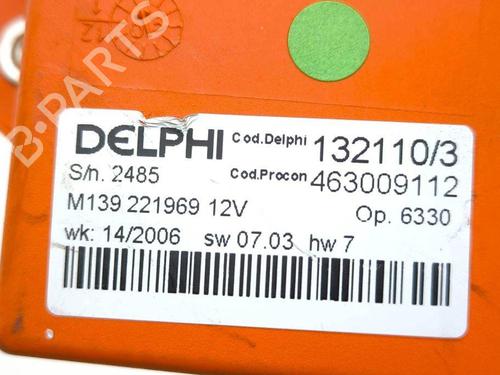 B-PARTS
DELPHI Cod.Delphi 132110/3
S/n. 2485 Cod.Procon 463009112
M139 221969 12V Op. 6330
wk: 14/2006 sw 07.03 hw 7